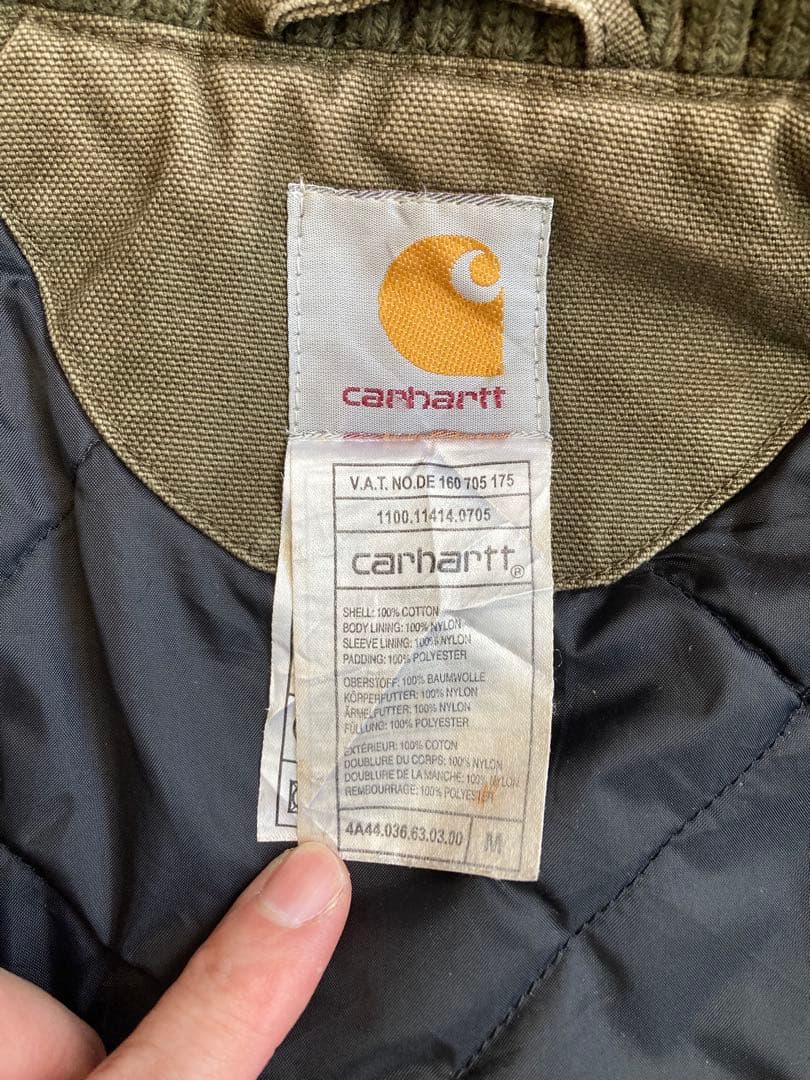 carhartt
V.A.T. NO.DE 160 705 175
1100.11414.0705
carhartt®
SHELL: 100% COTTON
BODY LINING: 100% NYLON
SLEEVE LINING: 100% NYLON
PADDING: 100% POLYESTER
OBERSTOFF: 100% BAUMWOLLE
KÖRPERFUTTER: 100% NYLON
ÄRMELFUTTER: 100% NYLON
FÜLLUNG: 100% POLYESTER
EXTÉRIEUR: 100% COTON
DOUBLURE DU CORPS: 100% NYLON
DOUBLURE DE LA MANCHE: 100% NYLON
REMBOURRAGE: 100% POLYESTER
4A44.036.63.03.00 M